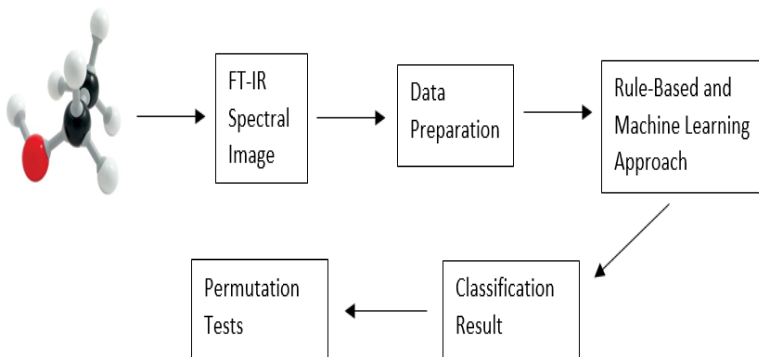 FT-IR
Spectral
Image
Data
Preparation
Rule-Based and
Machine Learning
Approach
Classification
Result
Permutation
Tests